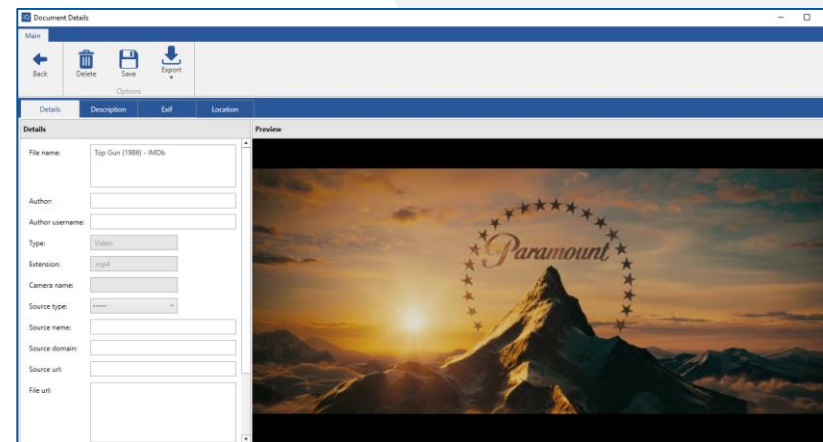 Document Details
Main
Back
Delete
Save
Export
Options
Details
Description
Exif
Location
Details
Preview
File name:
Top Gun (1986) - IMDb
Author:
Author username:
Type:
Video
Extension:
.mp4
Camera name:
Source type:
-----
Source name:
Source domain:
Source url:
File url:
Paramount